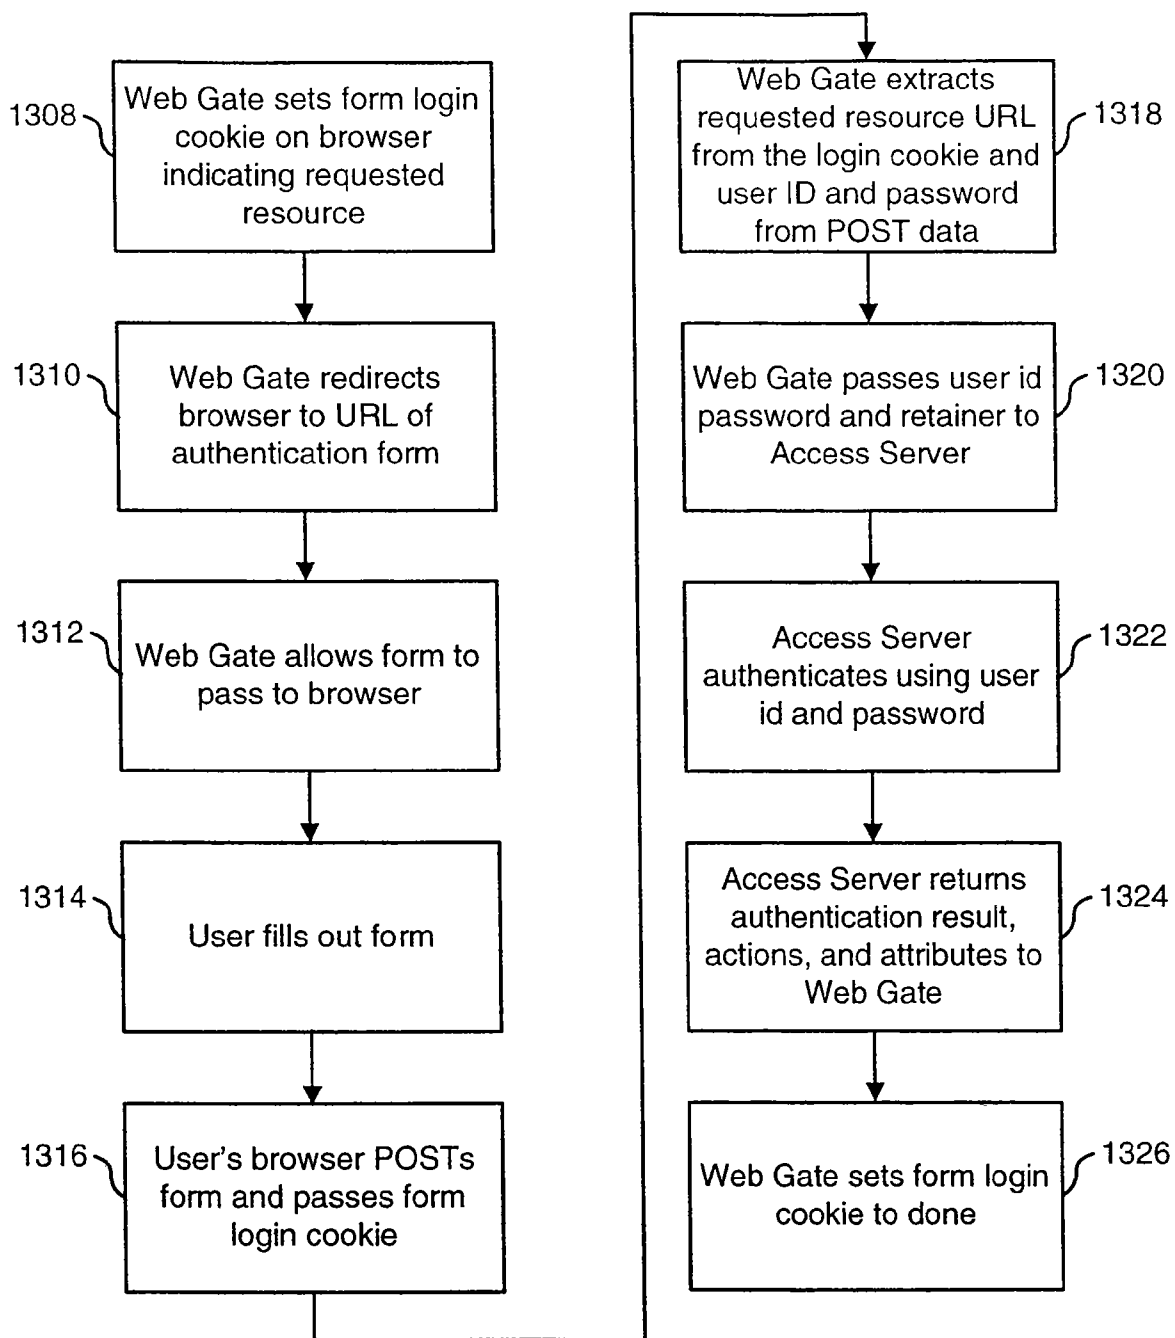 1308
Web Gate sets form login
cookie on browser
indicating requested
resource
1310
Web Gate redirects
browser to URL of
authentication form
1312
Web Gate allows form to
pass to browser
1314
User fills out form
1316
User's browser POSTs
form and passes form
login cookie
Web Gate extracts
requested resource URL
from the login cookie and
user ID and password
from POST data
1318
Web Gate passes user id
password and retainer to
Access Server
1320
Access Server
authenticates using user
id and password
1322
Access Server returns
authentication result,
actions, and attributes to
Web Gate
1324
Web Gate sets form login
cookie to done
1326